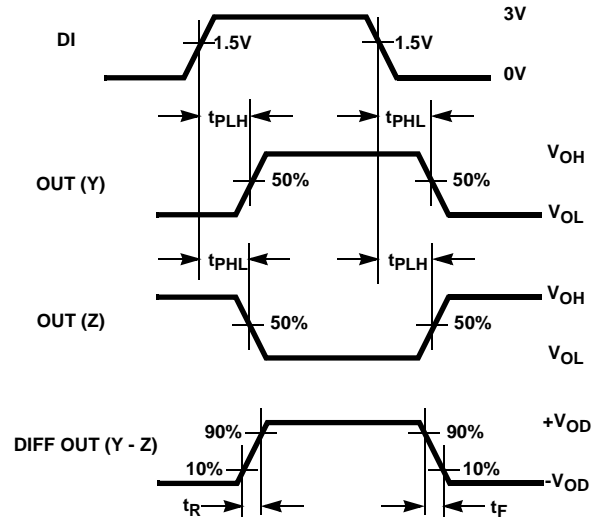 3V
DI
1.5V
1.5V
0V
tPLH
tPHL
VOH
OUT (Y)
50%
50%
VOL
tPHL
tPLH
VOH
OUT (Z)
50%
50%
VOL
+VOD
DIFF OUT (Y - Z)
90%
90%
10%
10%
-VOD
tR
tF